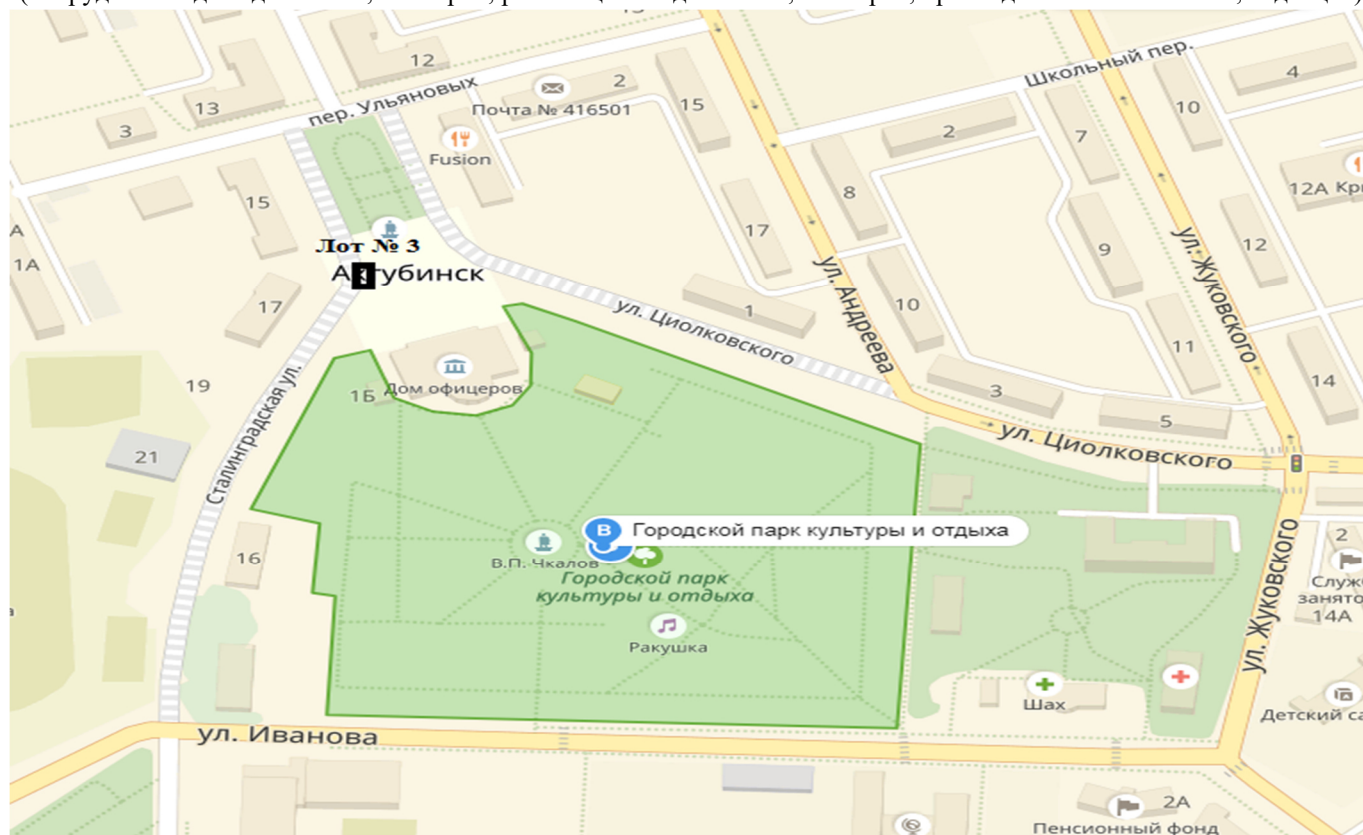 12
2
15
Школьный пер.
4
10
13
пер. Ульяновых
Почта № 416501
3
2
7
Fusion
8
12А
15
17
ул. Жуковского
12
9
1А
Лот № 3
ул. Андреева
17
1
10
ул. Циолковского
11
14
Дом офицеров
19
1Б
3
5
ул. Циолковского
Сталинградская ул.
21
B
Городской парк культуры и отдыха
2
16
В.П. Чкалов
Городской парк
культуры и отдыха
ул. Жуковского
14А
Ракушка
Шах
ул. Иванова
2А
Пенсионный фонд